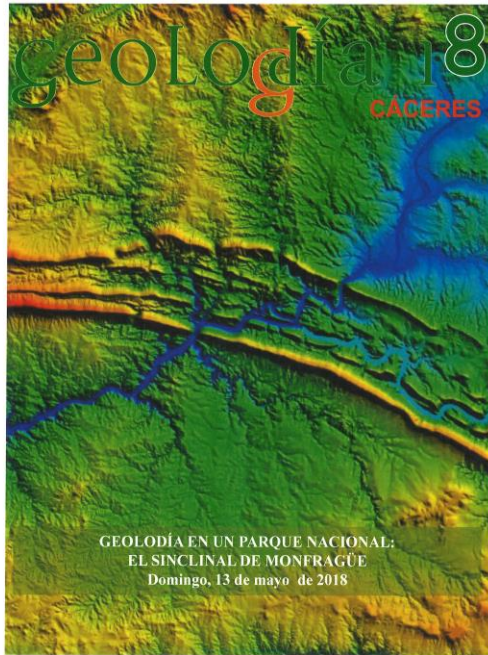 geoLodía 18
CÁCERES
GEOLODÍA EN UN PARQUE NACIONAL:
EL SINCLINAL DE MONFRAGÜE
Domingo, 13 de mayo de 2018